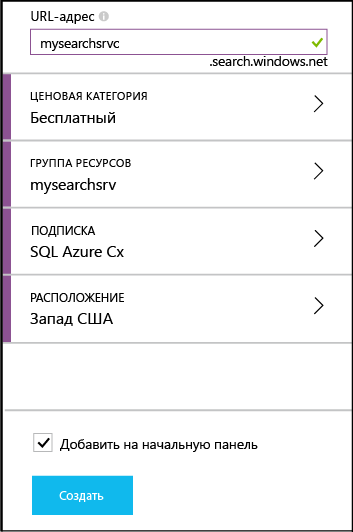 URL-адрес
mysearchsrvc
.search.windows.net
ЦЕНОВАЯ КАТЕГОРИЯ
Бесплатный
ГРУППА РЕСУРСОВ
mysearchsrv
ПОДПИСКА
SQL Azure Cx
РАСПОЛОЖЕНИЕ
Запад США
Добавить на начальную панель
Создать